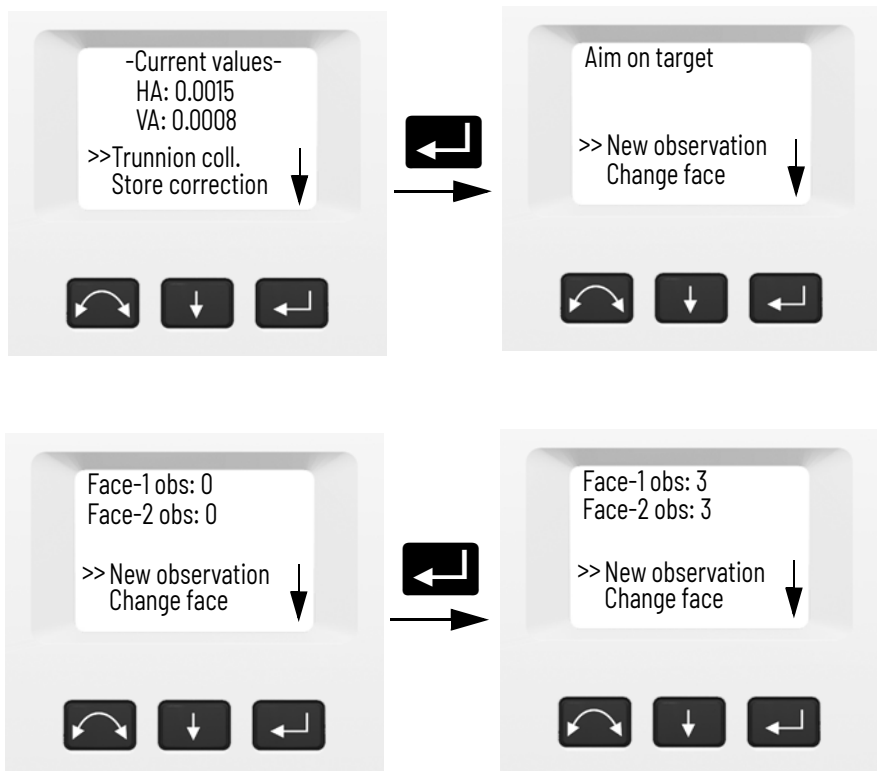 -Current values-
HA: 0.0015
VA: 0.0008
>>Trunnion coll.
Store correction
Aim on target
>> New observation
Change face
Face-1 obs: 0
Face-2 obs: 0
>> New observation
Change face
Face-1 obs: 3
Face-2 obs: 3
>> New observation
Change face